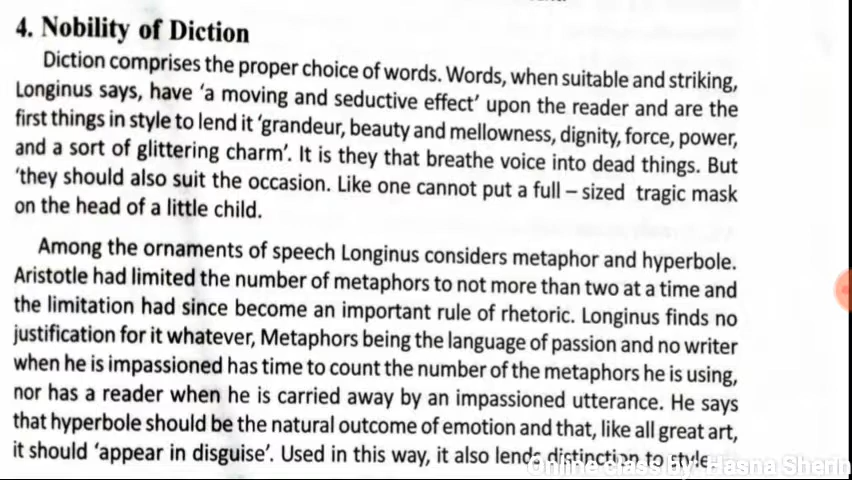 4. Nobility of Diction
Diction comprises the proper choice of words. Words, when suitable and striking,
Longinus says, have 'a moving and seductive effect' upon the reader and are the
first things in style to lend it 'grandeur, beauty and mellowness, dignity, force, power,
and a sort of glittering charm'. It is they that breathe voice into dead things. But
'they should also suit the occasion. Like one cannot put a full – sized tragic mask
on the head of a little child.
Among the ornaments of speech Longinus considers metaphor and hyperbole.
Aristotle had limited the number of metaphors to not more than two at a time and
the limitation had since become an important rule of rhetoric. Longinus finds no
justification for it whatever, Metaphors being the language of passion and no writer
when he is impassioned has time to count the number of the metaphors he is using,
nor has a reader when he is carried away by an impassioned utterance. He says
that hyperbole should be the natural outcome of emotion and that, like all great art,
it should 'appear in disguise'. Used in this way, it also lends distinction to style.
Online class by: Hasna Sherin